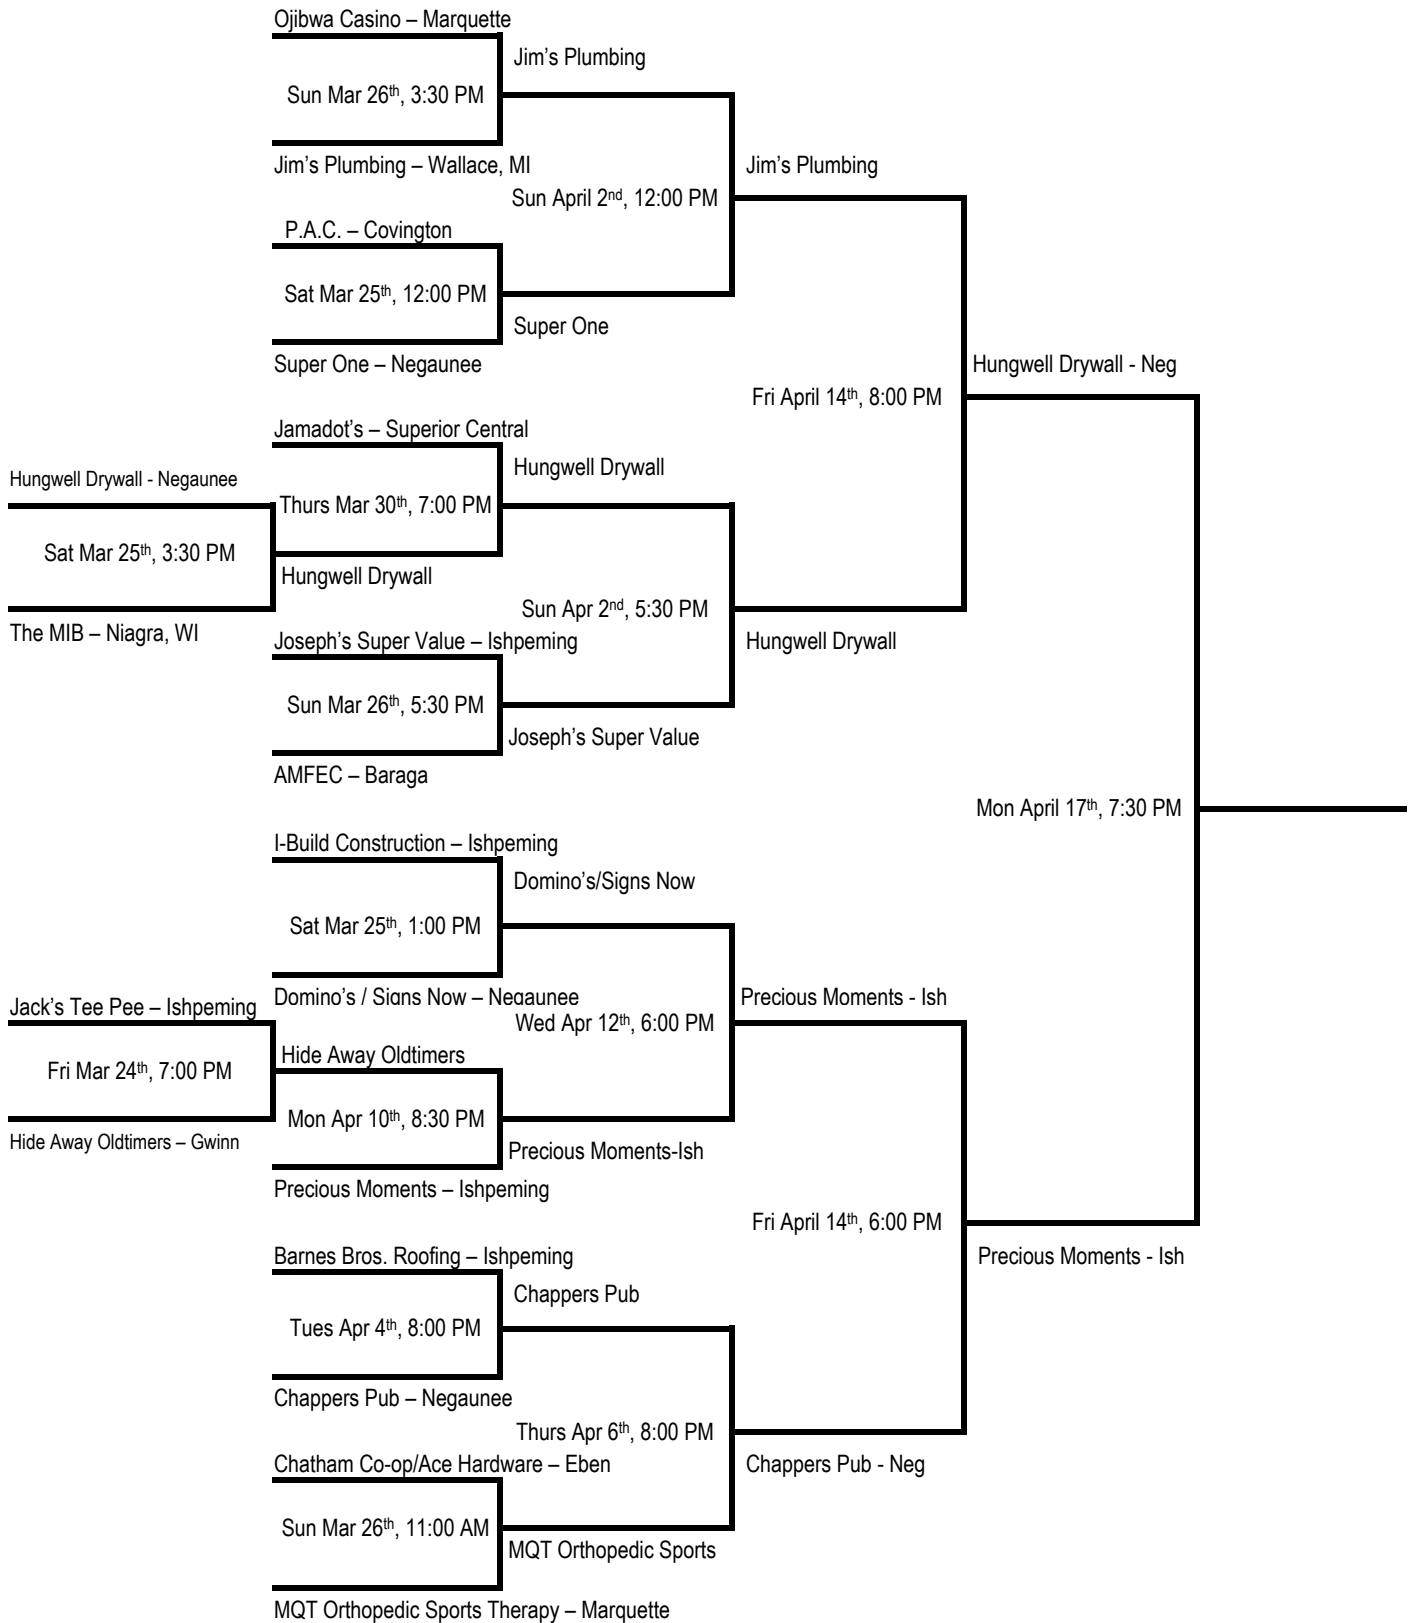 Ojibwa Casino – Marquette
Jim’s Plumbing
Sun Mar 26th, 3:30 PM
Jim’s Plumbing – Wallace, MI
Jim’s Plumbing
Sun April 2nd, 12:00 PM
P.A.C. – Covington
Sat Mar 25th, 12:00 PM
Super One
Super One – Negaunee
Hungwell Drywall - Neg
Fri April 14th, 8:00 PM
Jamadot’s – Superior Central
Hungwell Drywall
Hungwell Drywall - Negaunee
Thurs Mar 30th, 7:00 PM
Sat Mar 25th, 3:30 PM
Hungwell Drywall
Sun Apr 2nd, 5:30 PM
The MIB – Niagra, WI
Joseph’s Super Value – Ishpeming
Hungwell Drywall
Sun Mar 26th, 5:30 PM
Joseph’s Super Value
AMFEC – Baraga
Mon April 17th, 7:30 PM
I-Build Construction – Ishpeming
Domino’s/Signs Now
Sat Mar 25th, 1:00 PM
Domino’s / Signs Now – Negaunee
Precious Moments - Ish
Jack’s Tee Pee – Ishpeming
Wed Apr 12th, 6:00 PM
Hide Away Oldtimers
Fri Mar 24th, 7:00 PM
Mon Apr 10th, 8:30 PM
Hide Away Oldtimers – Gwinn
Precious Moments-Ish
Precious Moments – Ishpeming
Fri April 14th, 6:00 PM
Barnes Bros. Roofing – Ishpeming
Precious Moments - Ish
Chappers Pub
Tues Apr 4th, 8:00 PM
Chappers Pub – Negaunee
Thurs Apr 6th, 8:00 PM
Chatham Co-op/Ace Hardware – Eben
Chappers Pub - Neg
Sun Mar 26th, 11:00 AM
MQT Orthopedic Sports
MQT Orthopedic Sports Therapy – Marquette